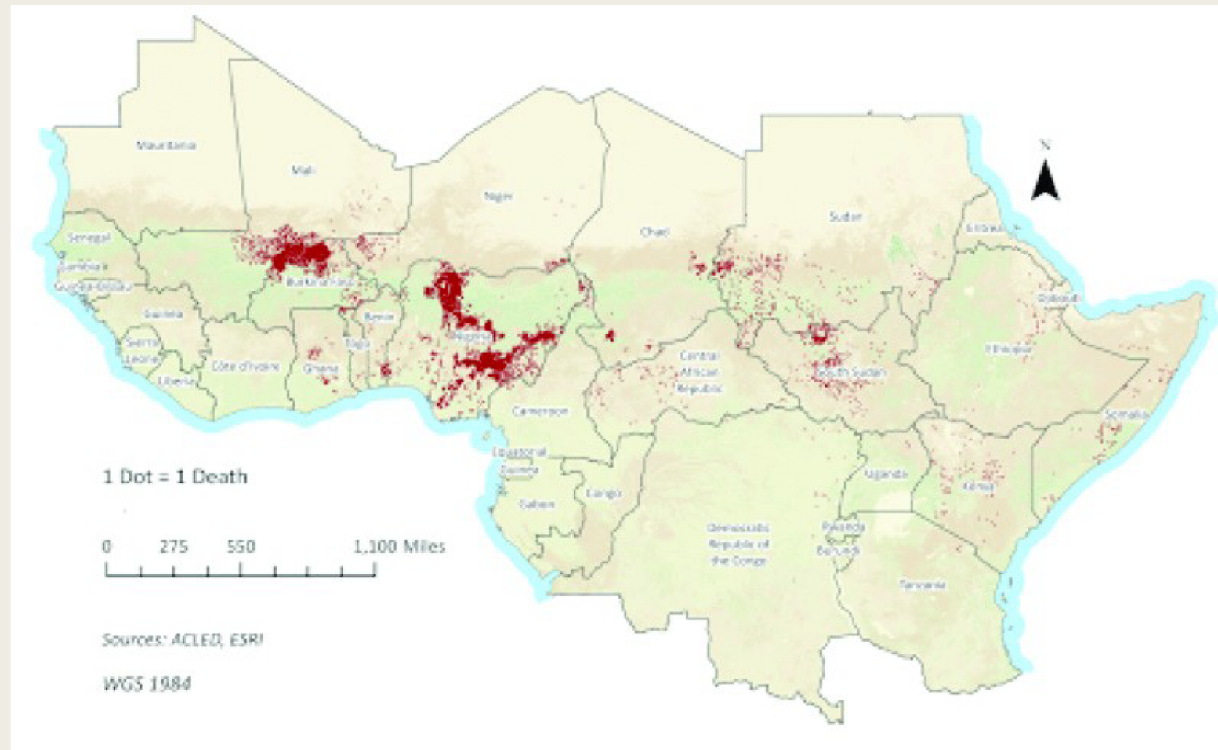 N
Mauritania
Mali
Niger
Chad
Sudan
Eritrea
Senegal
Gambia
Guinea-Bissau
Guinea
Sierra
Leone
Liberia
Côte d'Ivoire
Burkina Faso
Ghana
Togo
Benin
Nigeria
Cameroon
Central
African
Republic
South Sudan
Ethiopia
Djibouti
Somalia
Equatorial
Guinea
Gabon
Congo
Democratic
Republic of
the Congo
Uganda
Kenya
Rwanda
Burundi
Tanzania
1 Dot = 1 Death
0 275 550 1,100 Miles
Sources: ACLED, ESRI
WGS 1984